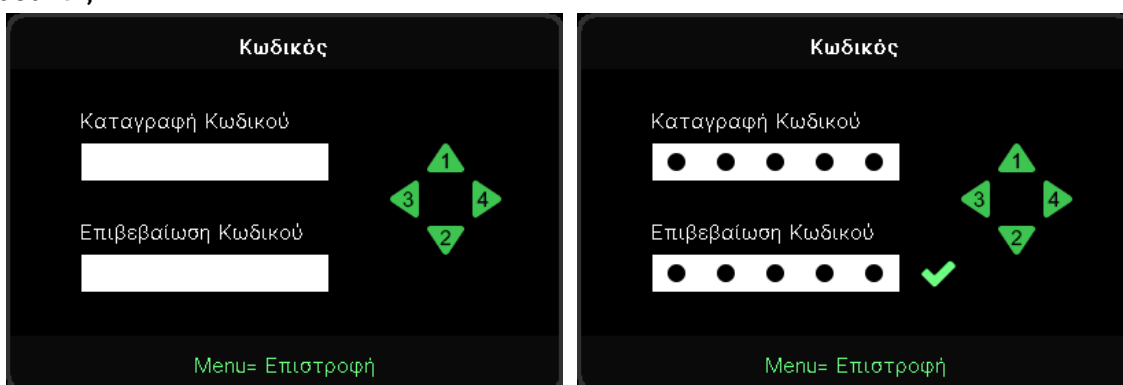 Κωδικός
Καταγραφή Κωδικού
1
3 4
Επιβεβαίωση Κωδικού
2
Menu= Επιστροφή
Κωδικός
Καταγραφή Κωδικού
1
3 4
Επιβεβαίωση Κωδικού
2
Menu= Επιστροφή